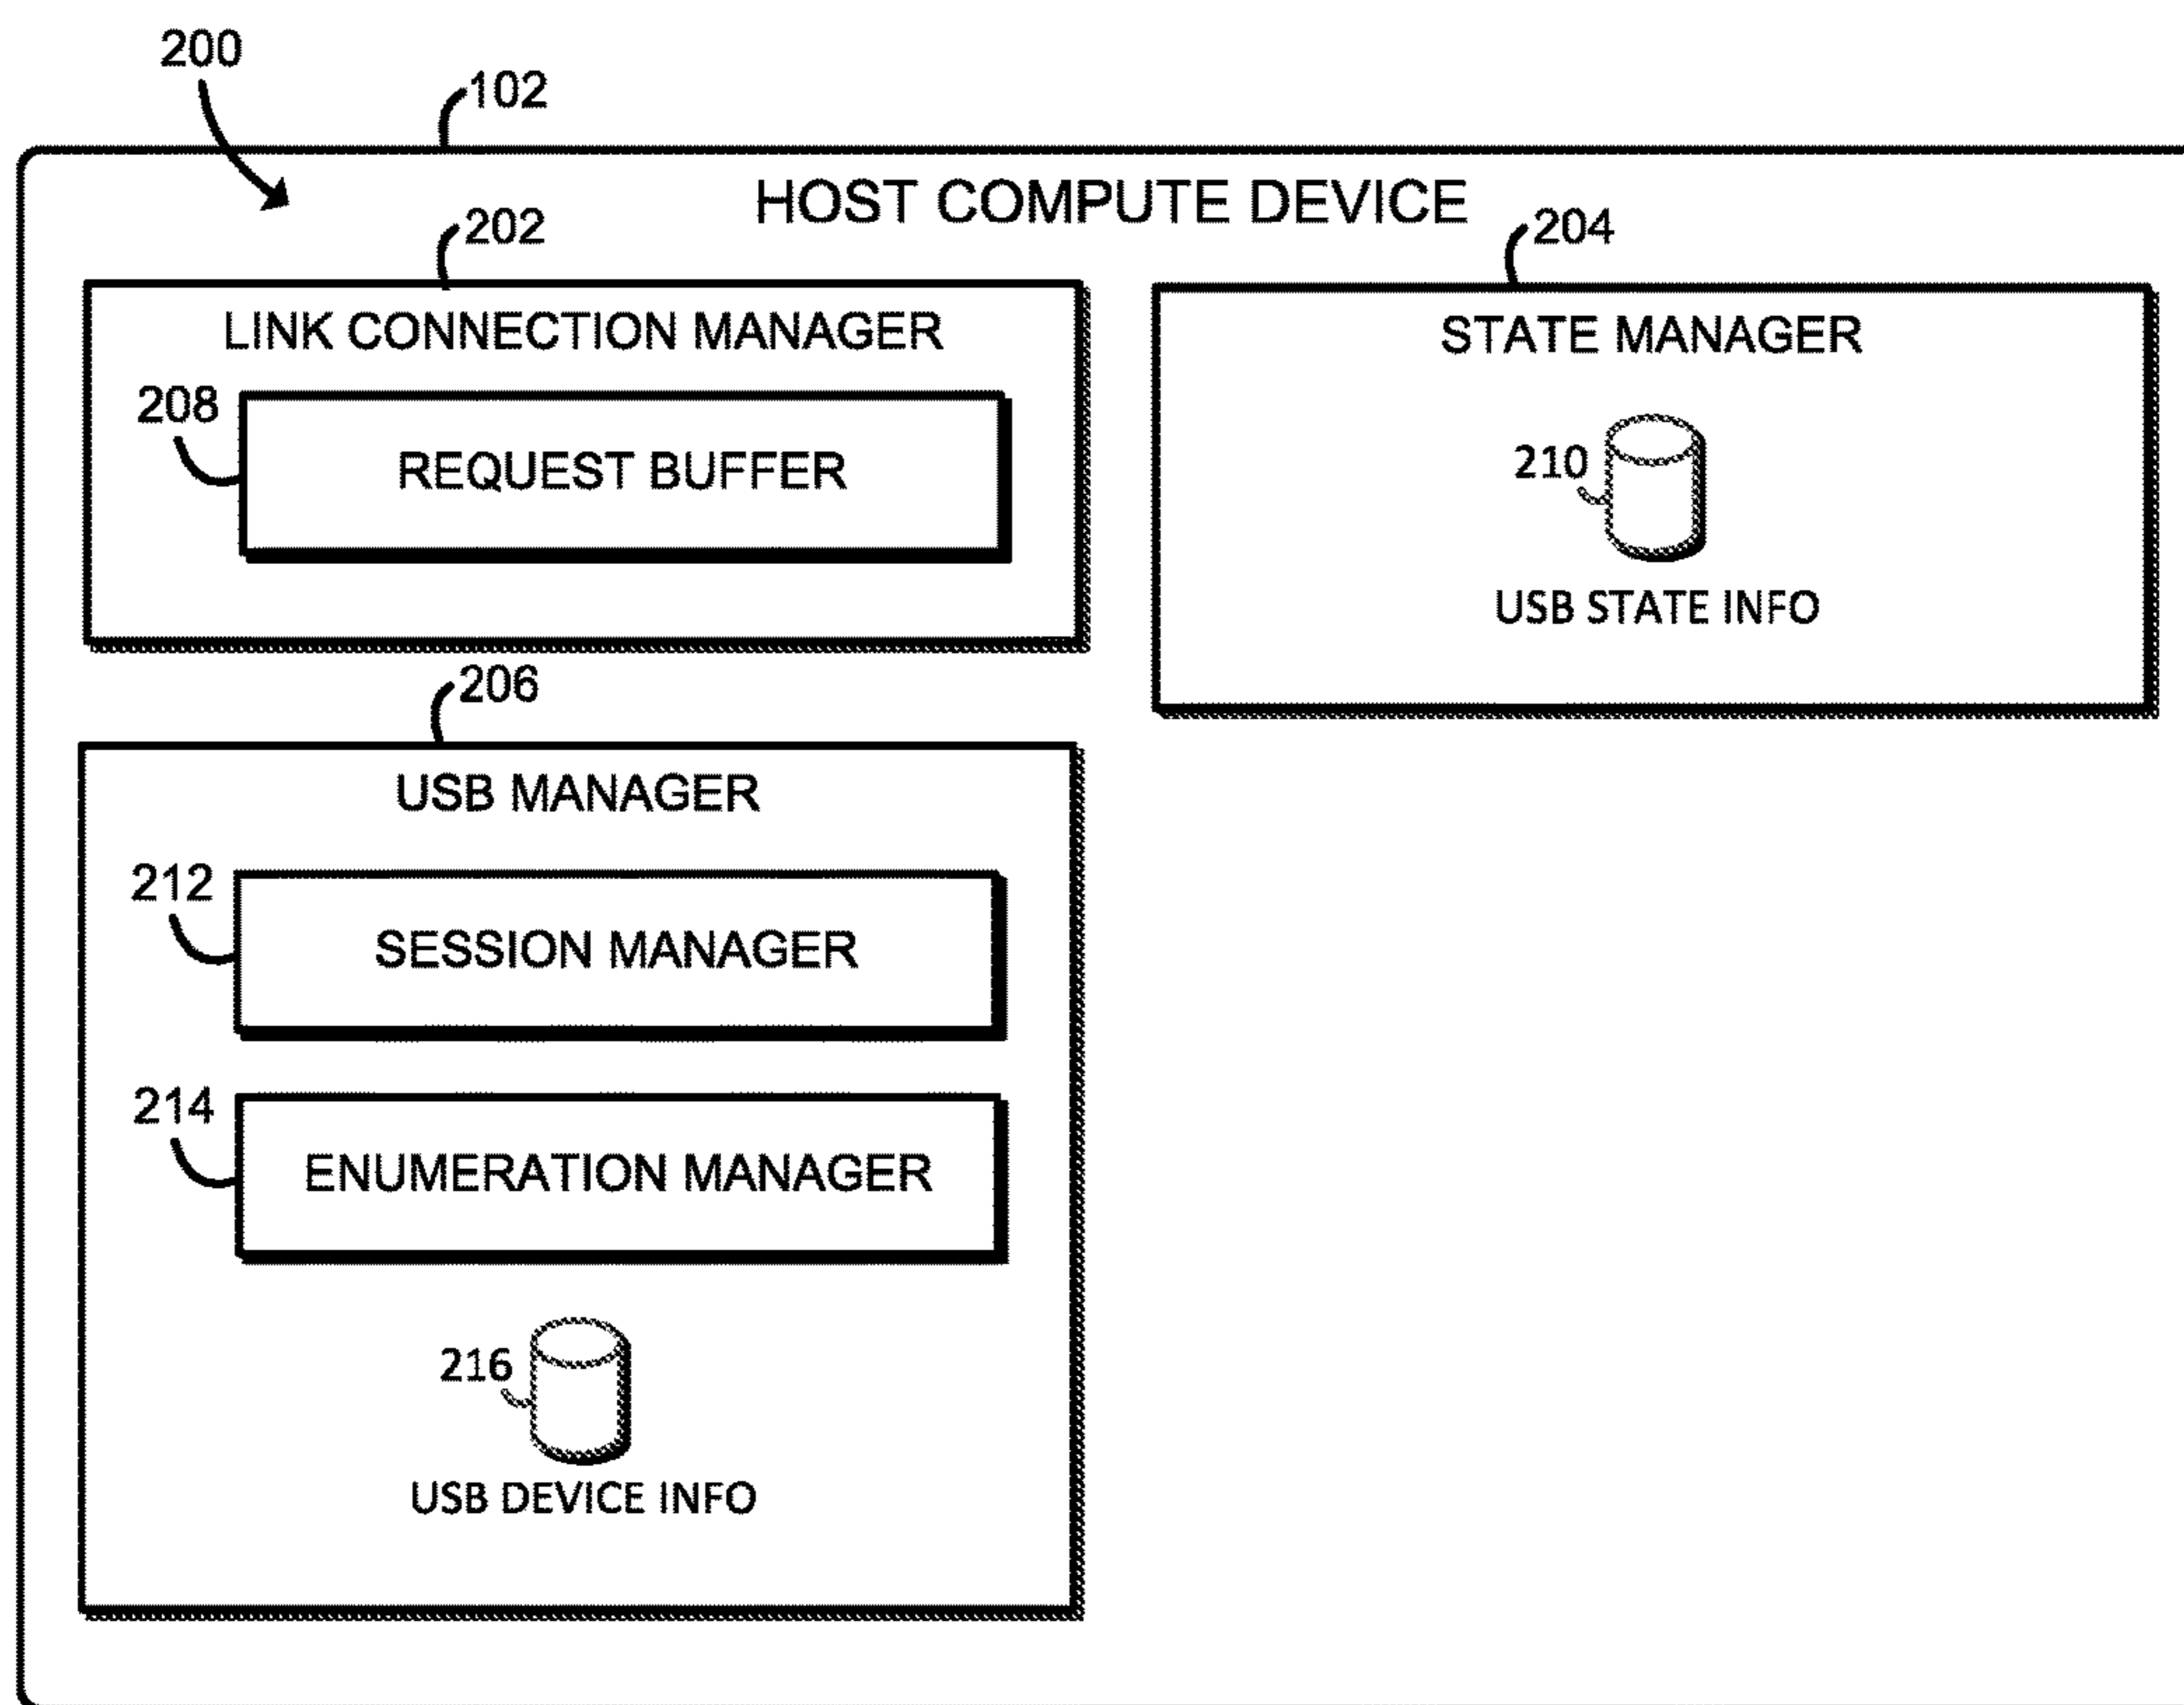 200
102
HOST COMPUTE DEVICE
202
204
LINK CONNECTION MANAGER
STATE MANAGER
208
REQUEST BUFFER
210
USB STATE INFO
206
USB MANAGER
212
SESSION MANAGER
214
ENUMERATION MANAGER
216
USB DEVICE INFO